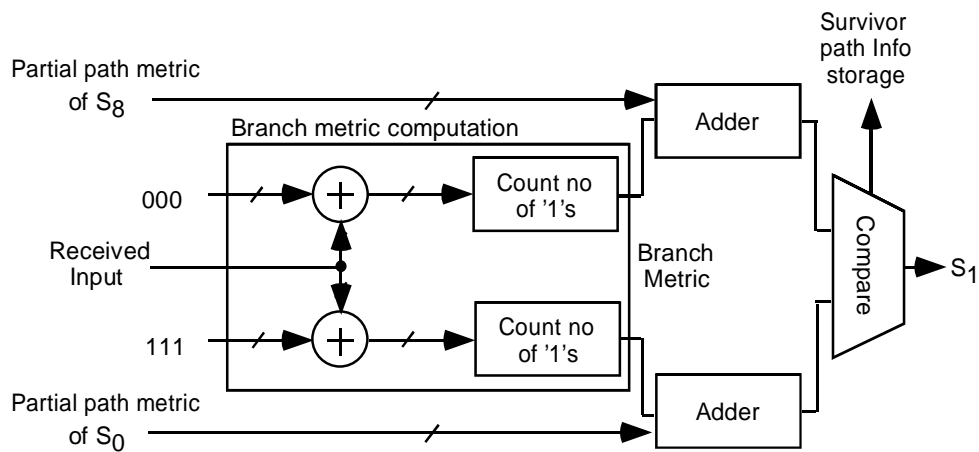 Survivor
path Info
storage
Partial path metric
of S8
Adder
Branch metric computation
000
+
Count no
of '1's
Received
Input
Branch
Metric
Compare
S1
111
+
Count no
of '1's
Partial path metric
of S0
Adder